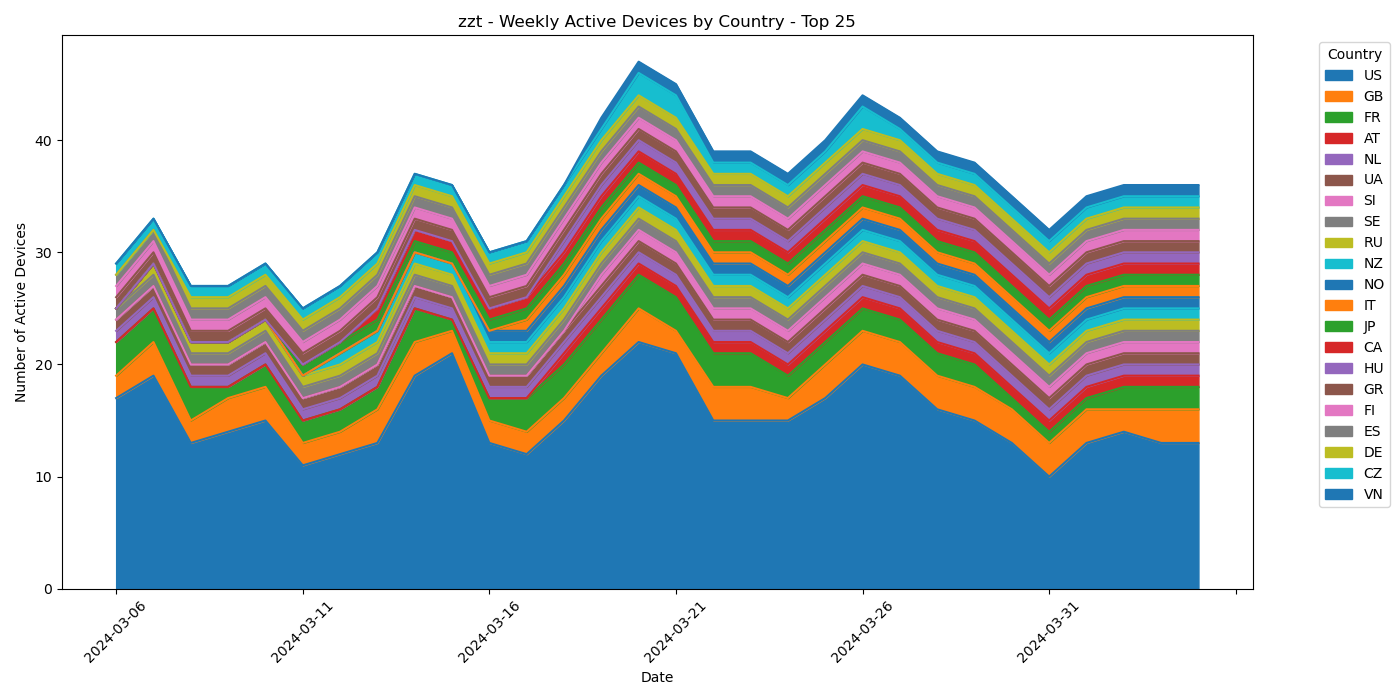 zzt - Weekly Active Devices by Country - Top 25
Number of Active Devices
40
30
20
10
0
2024-03-06
2024-03-11
2024-03-16
2024-03-21
2024-03-26
2024-03-31
Date
Country
US
GB
FR
AT
NL
UA
SI
SE
RU
NZ
NO
IT
JP
CA
HU
GR
FI
ES
DE
CZ
VN